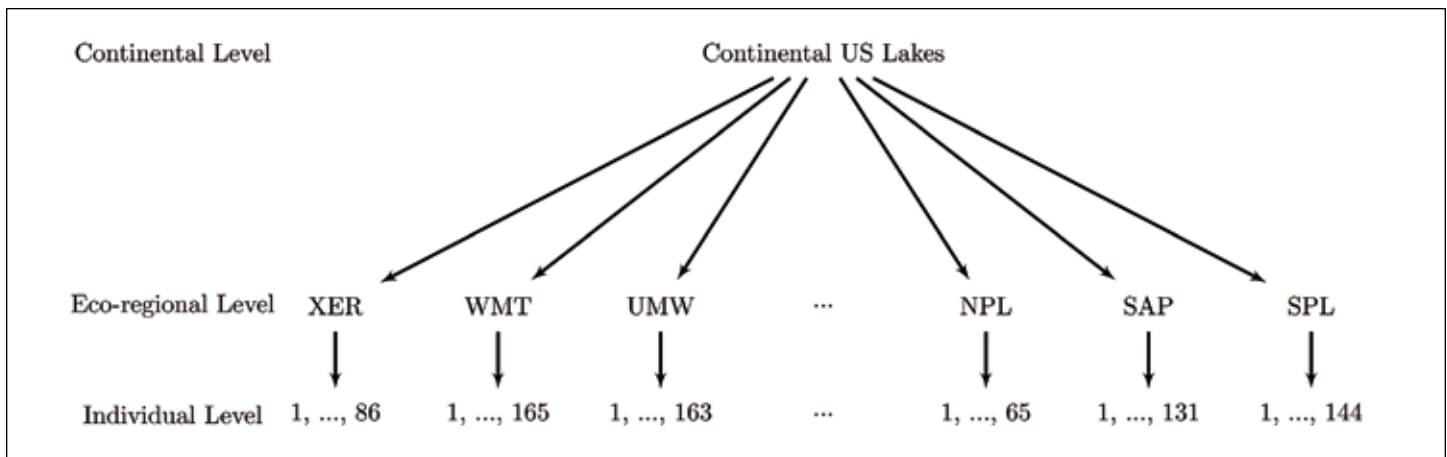 Continental Level Continental US Lakes
Eco-regional Level XER WMT UMW ... NPL SAP SPL
Individual Level 1, ..., 86 1, ..., 165 1, ..., 163 ... 1, ..., 65 1, ..., 131 1, ..., 144